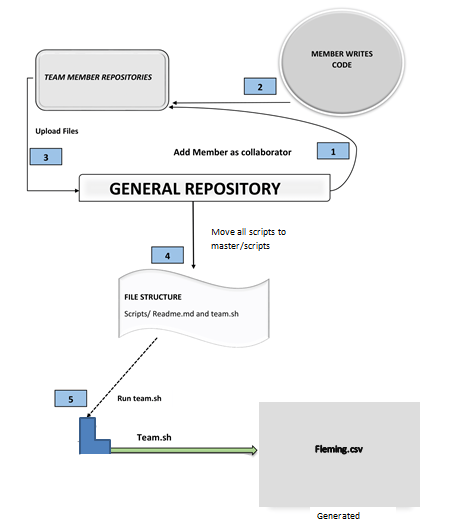 MEMBER WRITES
CODE
TEAM MEMBER REPOSITORIES
2
Upload Files
1
3
Add Member as collaborator
GENERAL REPOSITORY
Move all scripts to
master/scripts
4
FILE STRUCTURE
Scripts/ Readme.md and team.sh
5
Run team.sh
Team.sh
Fleming.csv
Generated